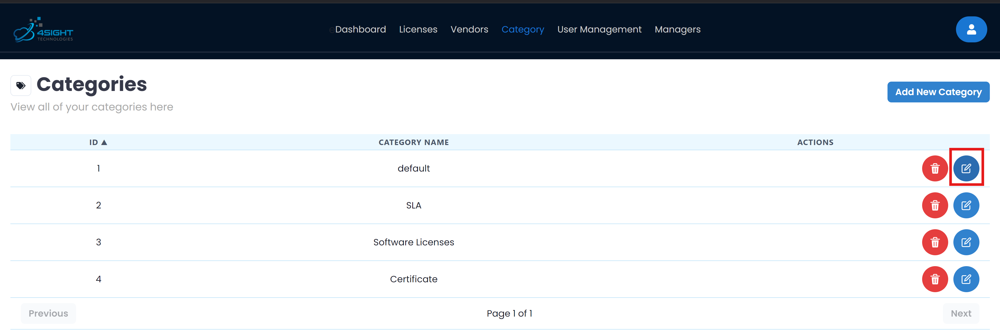 4SIGHT
TECHNOLOGIES
eDashboard Licenses Vendors Category User Management Managers
Categories
View all of your categories here
Add New Category
ID ▲ CATEGORY NAME ACTIONS
1 default
2 SLA
3 Software Licenses
4 Certificate
Previous Page 1 of 1 Next